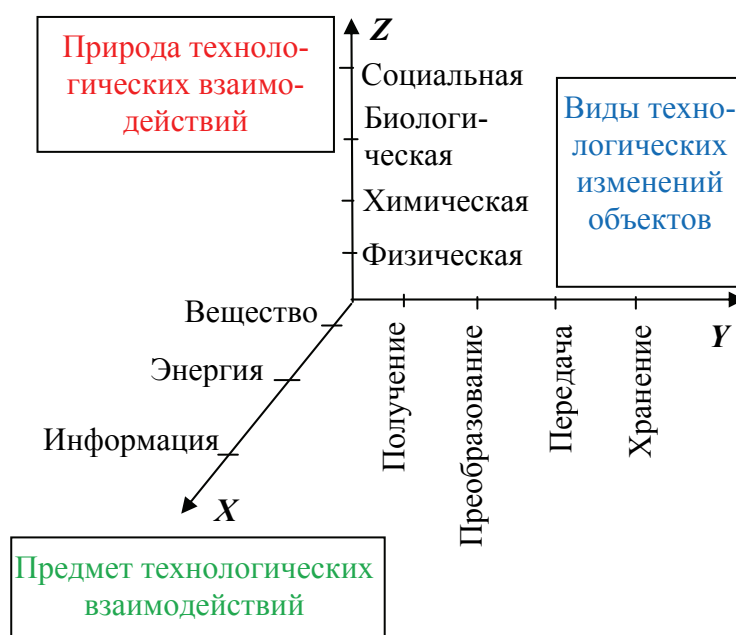 Природа техноло-
гических взаимо-
действий
Z
Социальная
Биологи-
ческая
Химическая
Физическая
Виды техно-
логических
изменений
объектов
Вещество
Энергия
Информация
X
Получение
Преобразование
Передача
Хранение
Y
Предмет технологических
взаимодействий